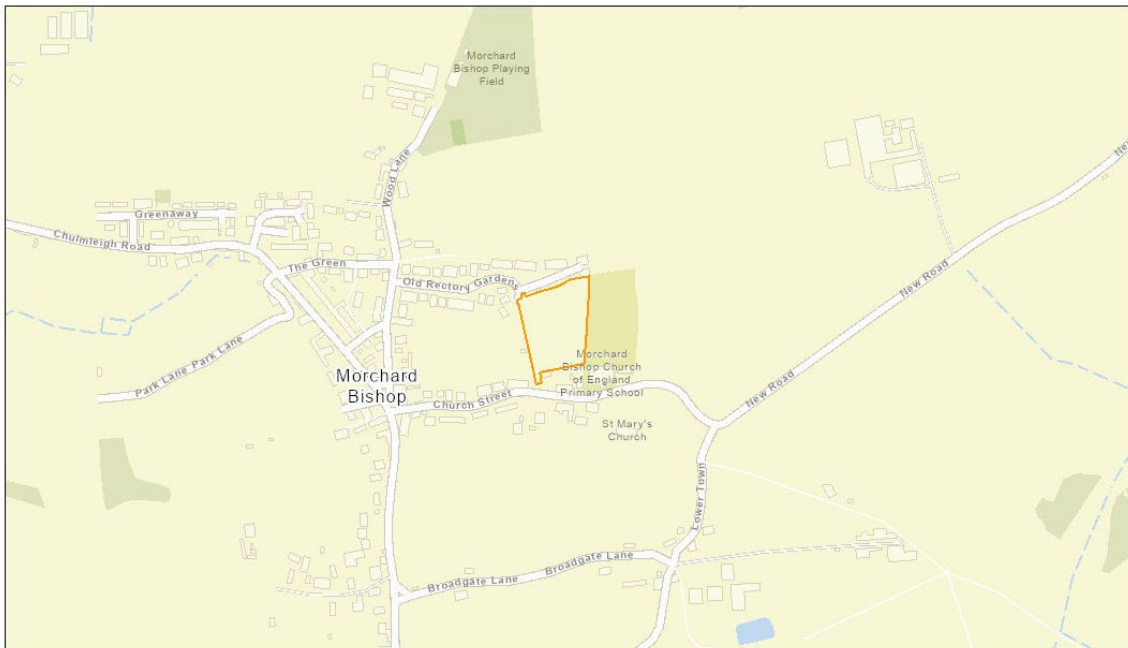 Morchard
Bishop Playing
Field
Wood Lane
New
New Road
Greenaway
Chulmleigh Road
The Green
Old Rectory Gardens
Park Lane Park Lane
Morchard
Bishop
Church Street
Morchard
Bishop Church
of England
Primary School
St Mary's
Church
New Road
Lower Town
Broadgate Lane
Broadgate Lane